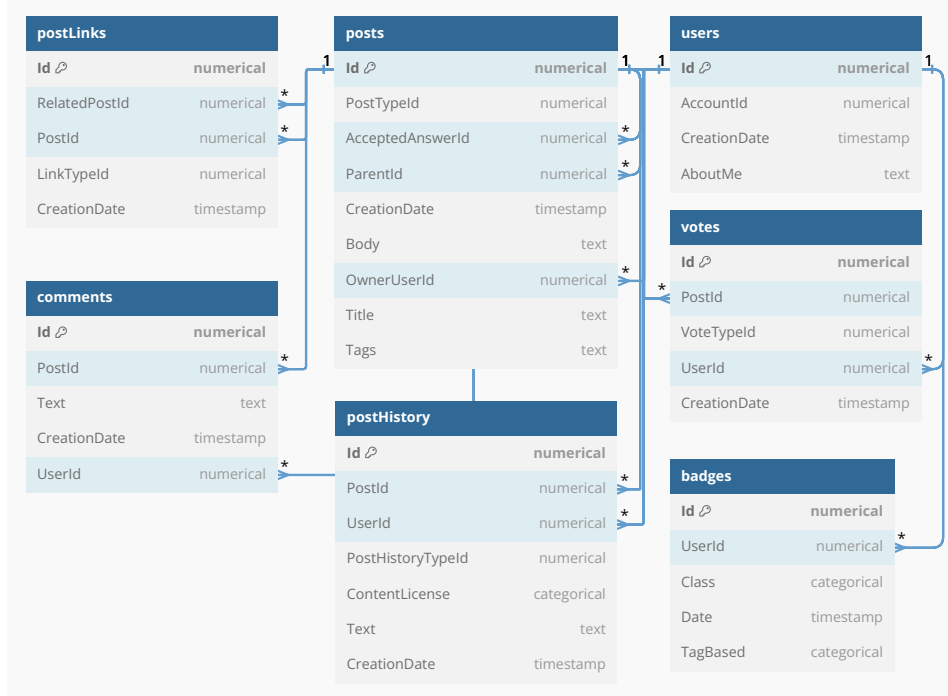 postLinks
Id numerical
RelatedPostId numerical
PostId numerical
LinkTypeId numerical
CreationDate timestamp
comments
Id numerical
PostId numerical
Text text
CreationDate timestamp
UserId numerical
posts
Id numerical
PostTypeId numerical
AcceptedAnswerId numerical
ParentId numerical
CreationDate timestamp
Body text
OwnerUserId numerical
Title text
Tags text
postHistory
Id numerical
PostId numerical
UserId numerical
PostHistoryTypeId numerical
ContentLicense categorical
Text text
CreationDate timestamp
users
Id numerical
AccountId numerical
CreationDate timestamp
AboutMe text
votes
Id numerical
PostId numerical
VoteTypeId numerical
UserId numerical
CreationDate timestamp
badges
Id numerical
UserId numerical
Class categorical
Date timestamp
TagBased categorical
1
1
1
1
*
*
*
*
*
*
*
*
*
*
*
*